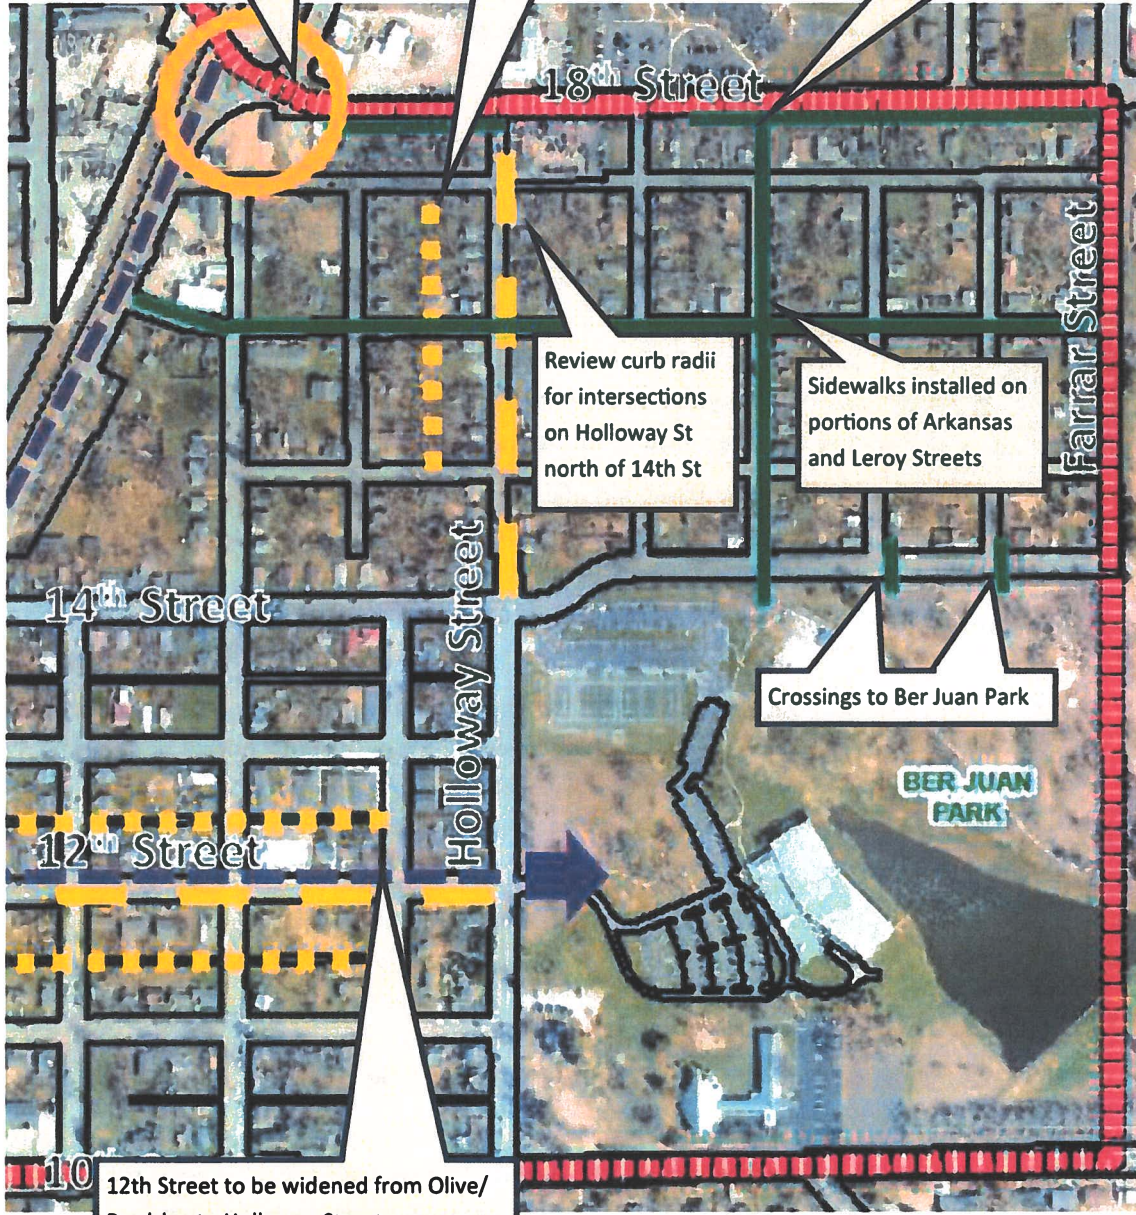 18th Street
Farrar Street
Review curb radii
for intersections
on Holloway St
north of 14th St
Sidewalks installed on
portions of Arkansas
and Leroy Streets
14th Street
Holloway Street
Crossings to Ber Juan Park
BER JUAN
PARK
12th Street
10
12th Street to be widened from Olive/